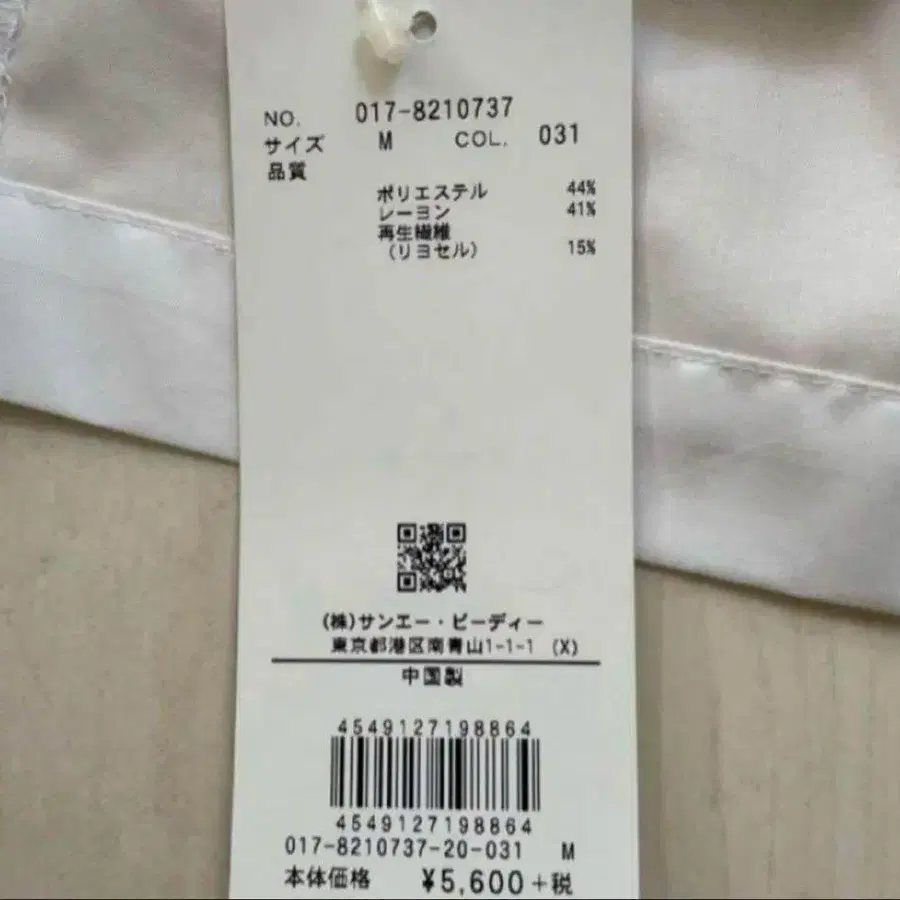 NO. 017-8210737
サイズ M COL. 031
品質
ポリエステル 44%
レーヨン 41%
再生繊維
(リヨセル) 15%
(株)サンエー・ビーディー
東京都港区南青山1-1-1 (X)
中国製
4549127198864
4549127198864
017-8210737-20-031 M
本体価格 ¥5,600+税